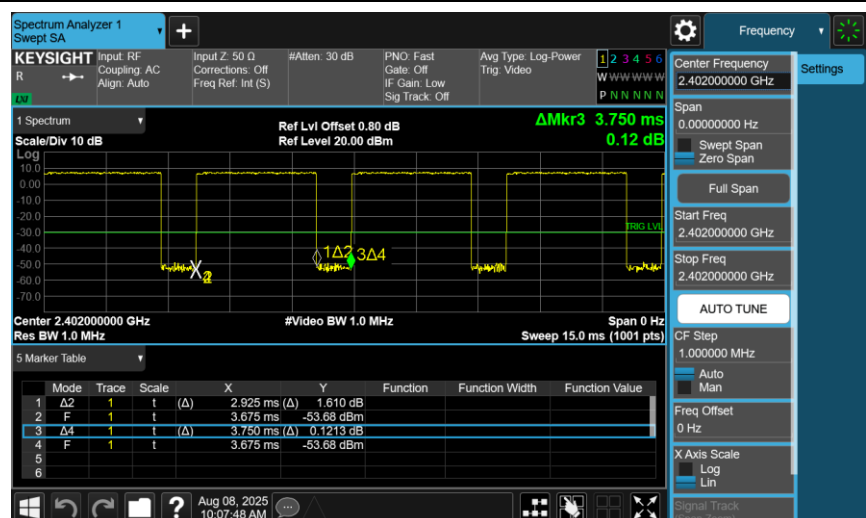 Spectrum Analyzer 1
Swept SA
Frequency
KEYSIGHT
R
LXI
Input: RF
Coupling: AC
Align: Auto
Input Z: 50 Ω
Corrections: Off
Freq Ref: Int (S)
#Atten: 30 dB
PNO: Fast
Gate: Off
IF Gain: Low
Sig Track: Off
Avg Type: Log-Power
Trig: Video
1 2 3 4 5 6
W W W W W W
P N N N N N
Center Frequency
2.402000000 GHz
Settings
Span
0.00000000 Hz
Swept Span
Zero Span
Full Span
Start Freq
2.402000000 GHz
Stop Freq
2.402000000 GHz
AUTO TUNE
CF Step
1.000000 MHz
Auto
Man
Freq Offset
0 Hz
X Axis Scale
Log
Lin
Signal Track
1 Spectrum
Scale/Div 10 dB
Ref Lvl Offset 0.80 dB
Ref Level 20.00 dBm
ΔMkr3 3.750 ms
0.12 dB
Log
10.0
0.00
-10.0
-20.0
-30.0
-40.0
-50.0
-60.0
-70.0
TRIG LVL
1Δ2
3Δ4
X
Center 2.402000000 GHz
#Video BW 1.0 MHz
Span 0 Hz
Res BW 1.0 MHz
Sweep 15.0 ms (1001 pts)
5 Marker Table
Mode Trace Scale X Y Function Function Width Function Value
1 Δ2 1 t (Δ) 2.925 ms (Δ) 1.610 dB
2 F 1 t 3.675 ms -53.68 dBm
3 Δ4 1 t (Δ) 3.750 ms (Δ) 0.1213 dB
4 F 1 t 3.675 ms -53.68 dBm
5
6
?
Aug 08, 2025
10:07:48 AM